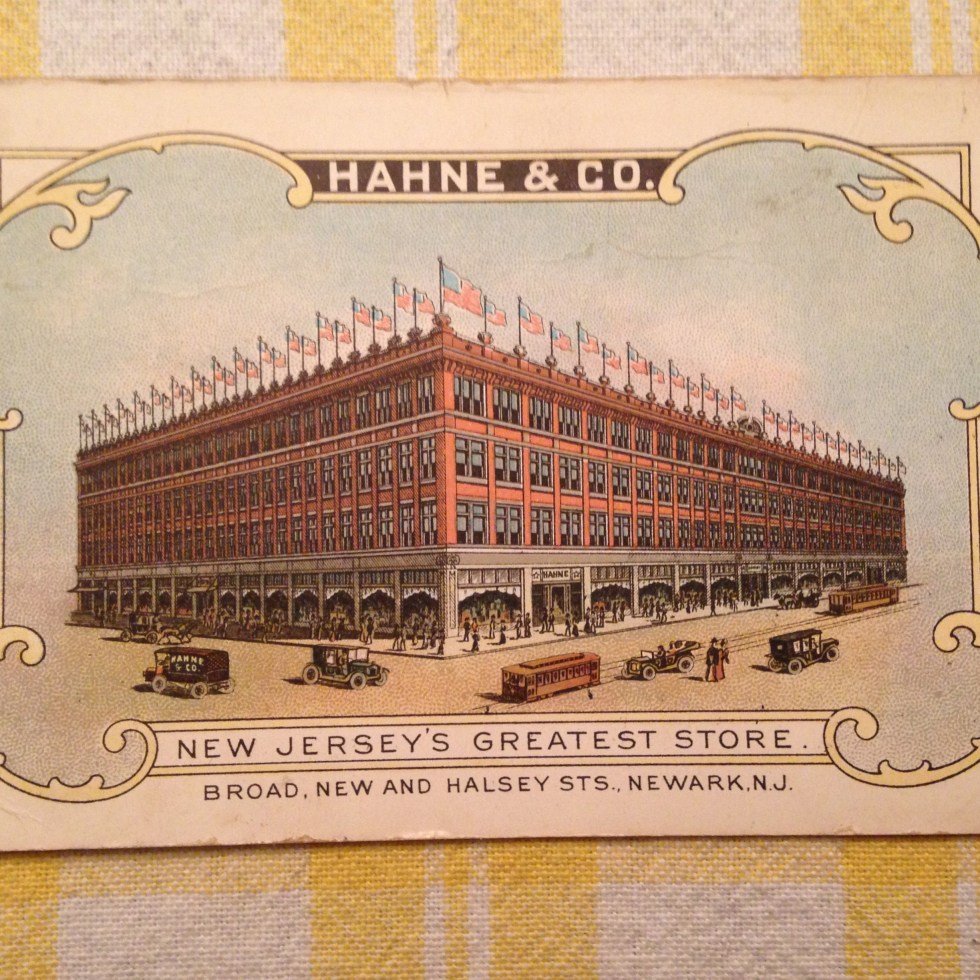 HAHNE & CO.
HAHNE
HAHNE
& CO.
NEW JERSEY'S GREATEST STORE.
BROAD, NEW AND HALSEY STS., NEWARK, N.J.